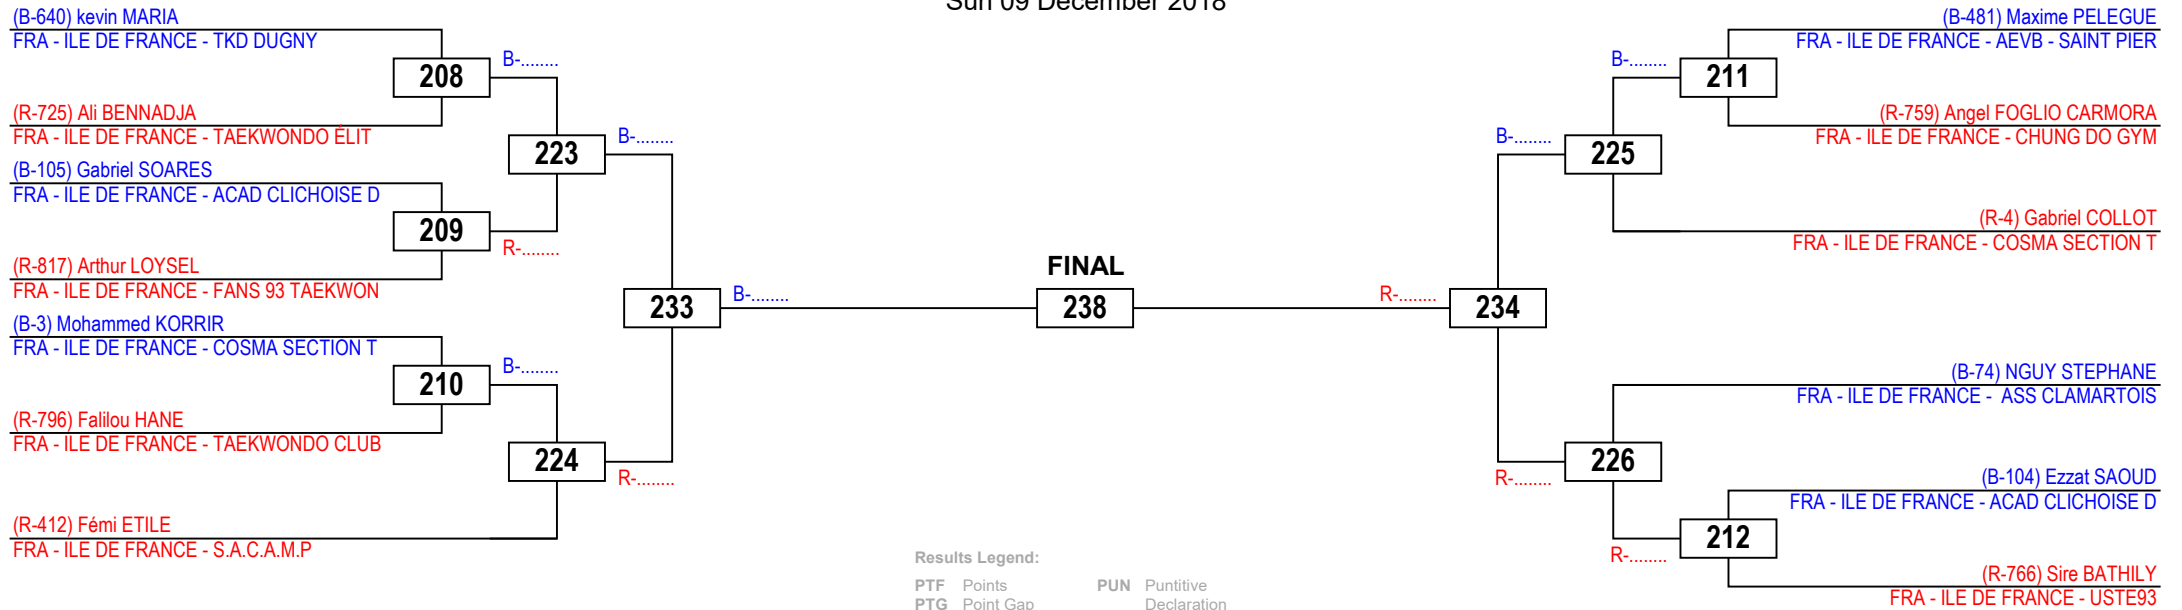 Sun 09 December 2018
(B-640) kevin MARIA
FRA - ILE DE FRANCE - TKD DUGNY
208
B-........
(R-725) Ali BENNADJA
FRA - ILE DE FRANCE - TAEKWONDO ÉLIT
223
B-........
(B-105) Gabriel SOARES
FRA - ILE DE FRANCE - ACAD CLICHOISE D
209
R-........
(R-817) Arthur LOYSEL
FRA - ILE DE FRANCE - FANS 93 TAEKWON
233
B-........
(B-3) Mohammed KORRIR
FRA - ILE DE FRANCE - COSMA SECTION T
210
B-........
(R-796) Falilou HANE
FRA - ILE DE FRANCE - TAEKWONDO CLUB
224
R-........
(R-412) Fémi ETILE
FRA - ILE DE FRANCE - S.A.C.A.M.P
FINAL
238
(B-481) Maxime PELEGUE
FRA - ILE DE FRANCE - AEVB - SAINT PIER
B-........
211
(R-759) Angel FOGLIO CARMORA
FRA - ILE DE FRANCE - CHUNG DO GYM
B-........
225
(R-4) Gabriel COLLOT
FRA - ILE DE FRANCE - COSMA SECTION T
R-........
234
(B-74) NGUY STEPHANE
FRA - ILE DE FRANCE - ASS CLAMARTOIS
R-........
226
(B-104) Ezzat SAOUD
FRA - ILE DE FRANCE - ACAD CLICHOISE D
R-........
212
(R-766) Sire BATHILY
FRA - ILE DE FRANCE - USTE93
Results Legend:
PTF Points PUN Puntitive
PTG Point Gap Declaration